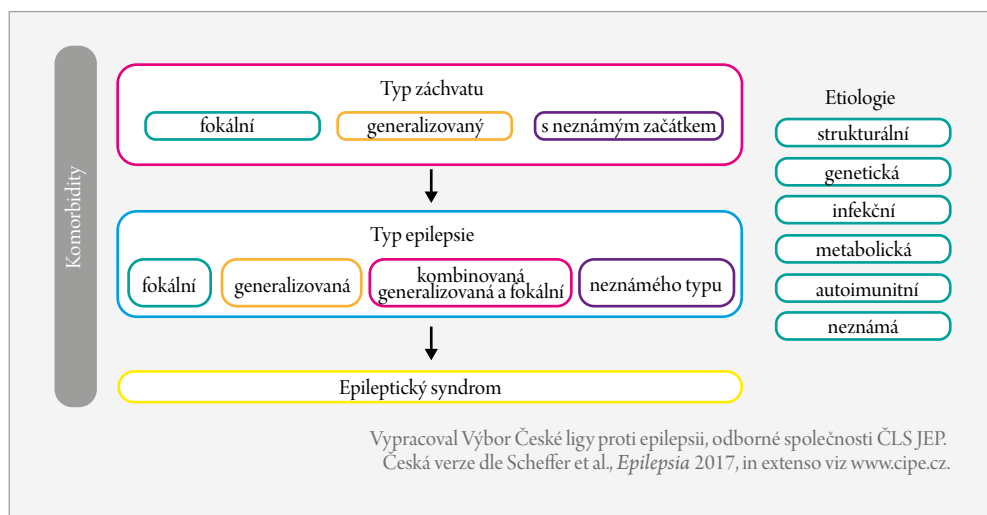 Komorbidity
Typ záchvatu
fokální
generalizovaný
s neznámým začátkem
Typ epilepsie
fokální
generalizovaná
kombinovaná
generalizovaná a fokální
neznámého typu
Epileptický syndrom
Etiologie
strukturální
genetická
infekční
metabolická
autoimunitní
neznámá
Vypracoval Výbor České ligy proti epilepsii, odborné společnosti ČLS JEP.
Česká verze dle Scheffer et al., Epilepsia 2017, in extenso viz www.cipe.cz.